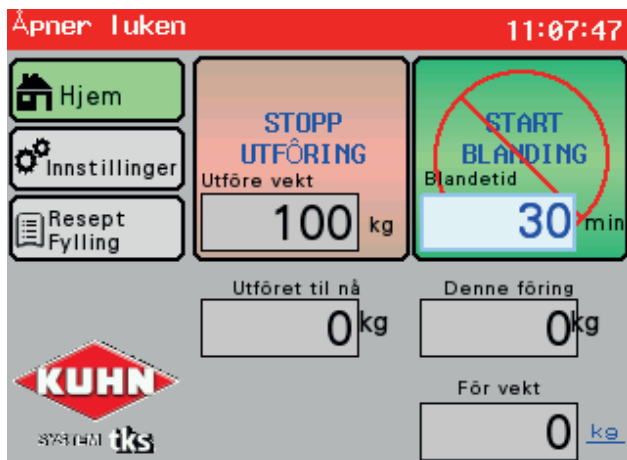 Åpner luken
11:07:47
Hjem
Innstillinger
Resept
Fylling
STOPP
UTFÔRING
Utfôre vekt
100 kg
START
BLANDING
Blandetid
30 min
Utfôret til nå
0 kg
Denne fôring
0 kg
Fôr vekt
0 kg
KUHN
SYSTEM tks